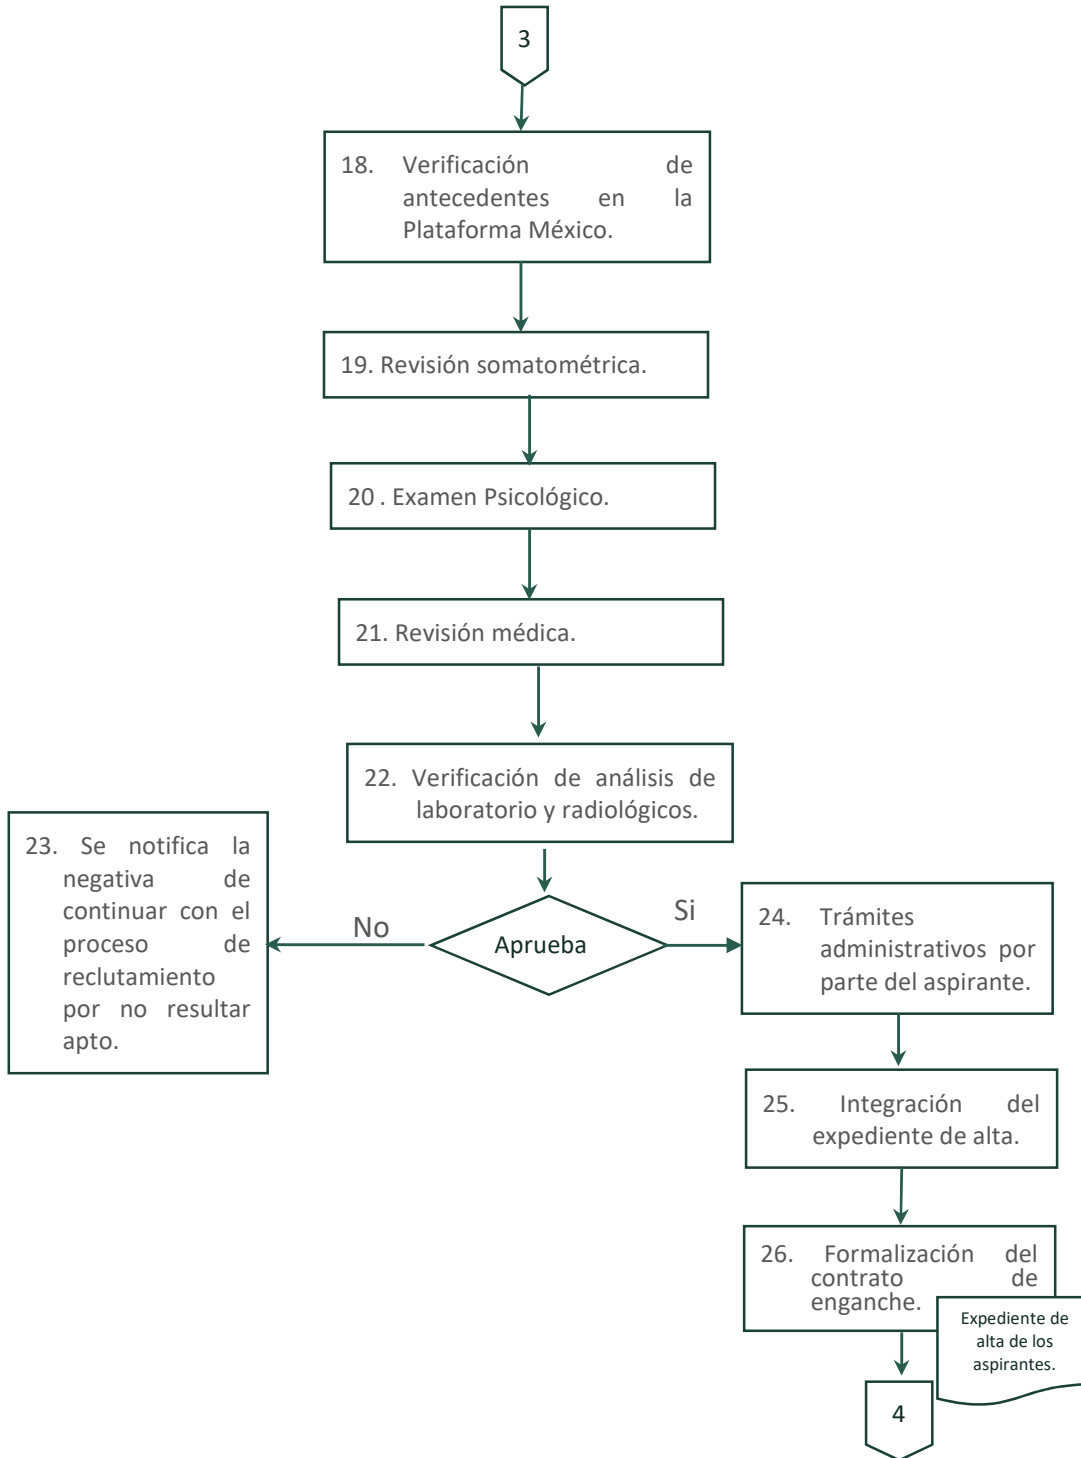 3
18. Verificación de
antecedentes en la
Plataforma México.
19. Revisión somatométrica.
20 . Examen Psicológico.
21. Revisión médica.
22. Verificación de análisis de
laboratorio y radiológicos.
Aprueba
No
Si
23. Se notifica la
negativa de
continuar con el
proceso de
reclutamiento
por no resultar
apto.
24. Trámites
administrativos por
parte del aspirante.
25. Integración del
expediente de alta.
26. Formalización del
contrato de
enganche.
Expediente de
alta de los
aspirantes.
4